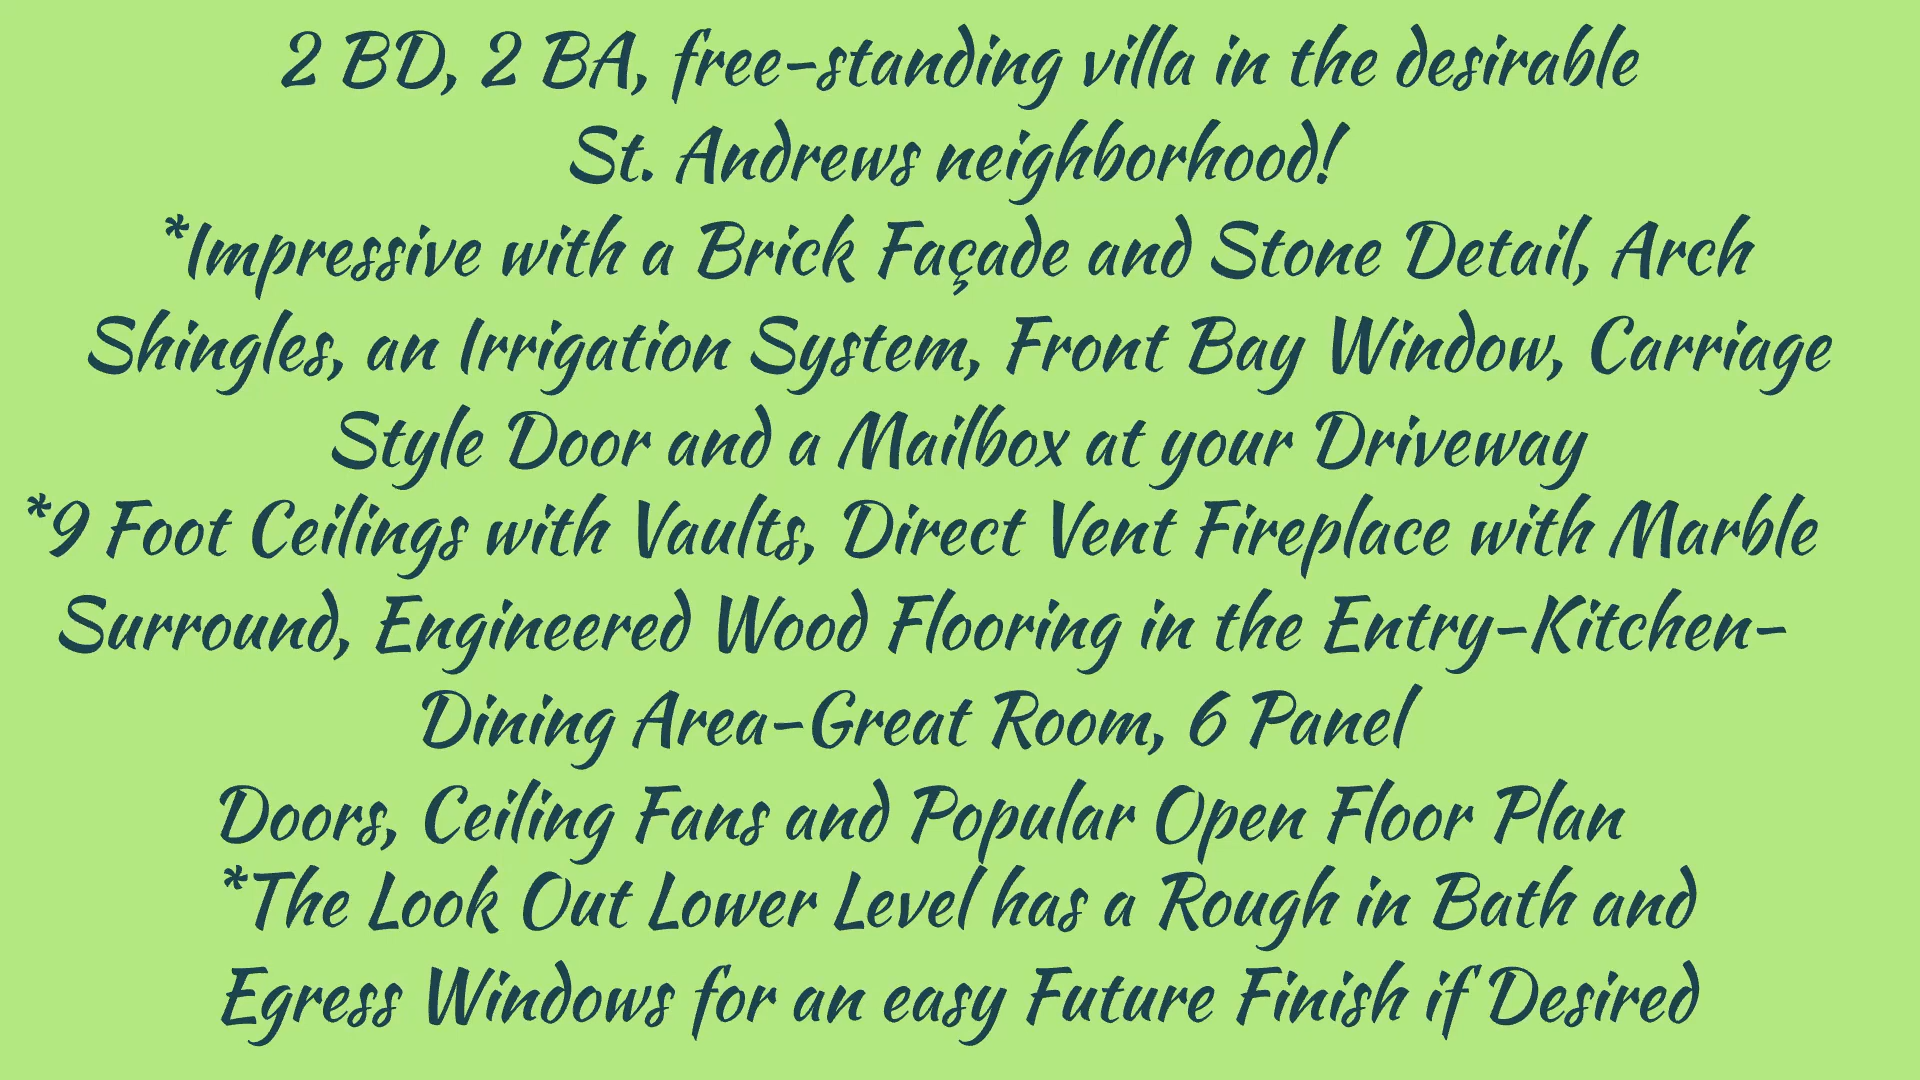 2 BD, 2 BA, free-standing villa in the desirable
St. Andrews neighborhood!
*Impressive with a Brick Façade and Stone Detail, Arch
Shingles, an Irrigation System, Front Bay Window, Carriage
Style Door and a Mailbox at your Driveway
*9 Foot Ceilings with Vaults, Direct Vent Fireplace with Marble
Surround, Engineered Wood Flooring in the Entry-Kitchen-
Dining Area-Great Room, 6 Panel
Doors, Ceiling Fans and Popular Open Floor Plan
*The Look Out Lower Level has a Rough in Bath and
Egress Windows for an easy Future Finish if Desired